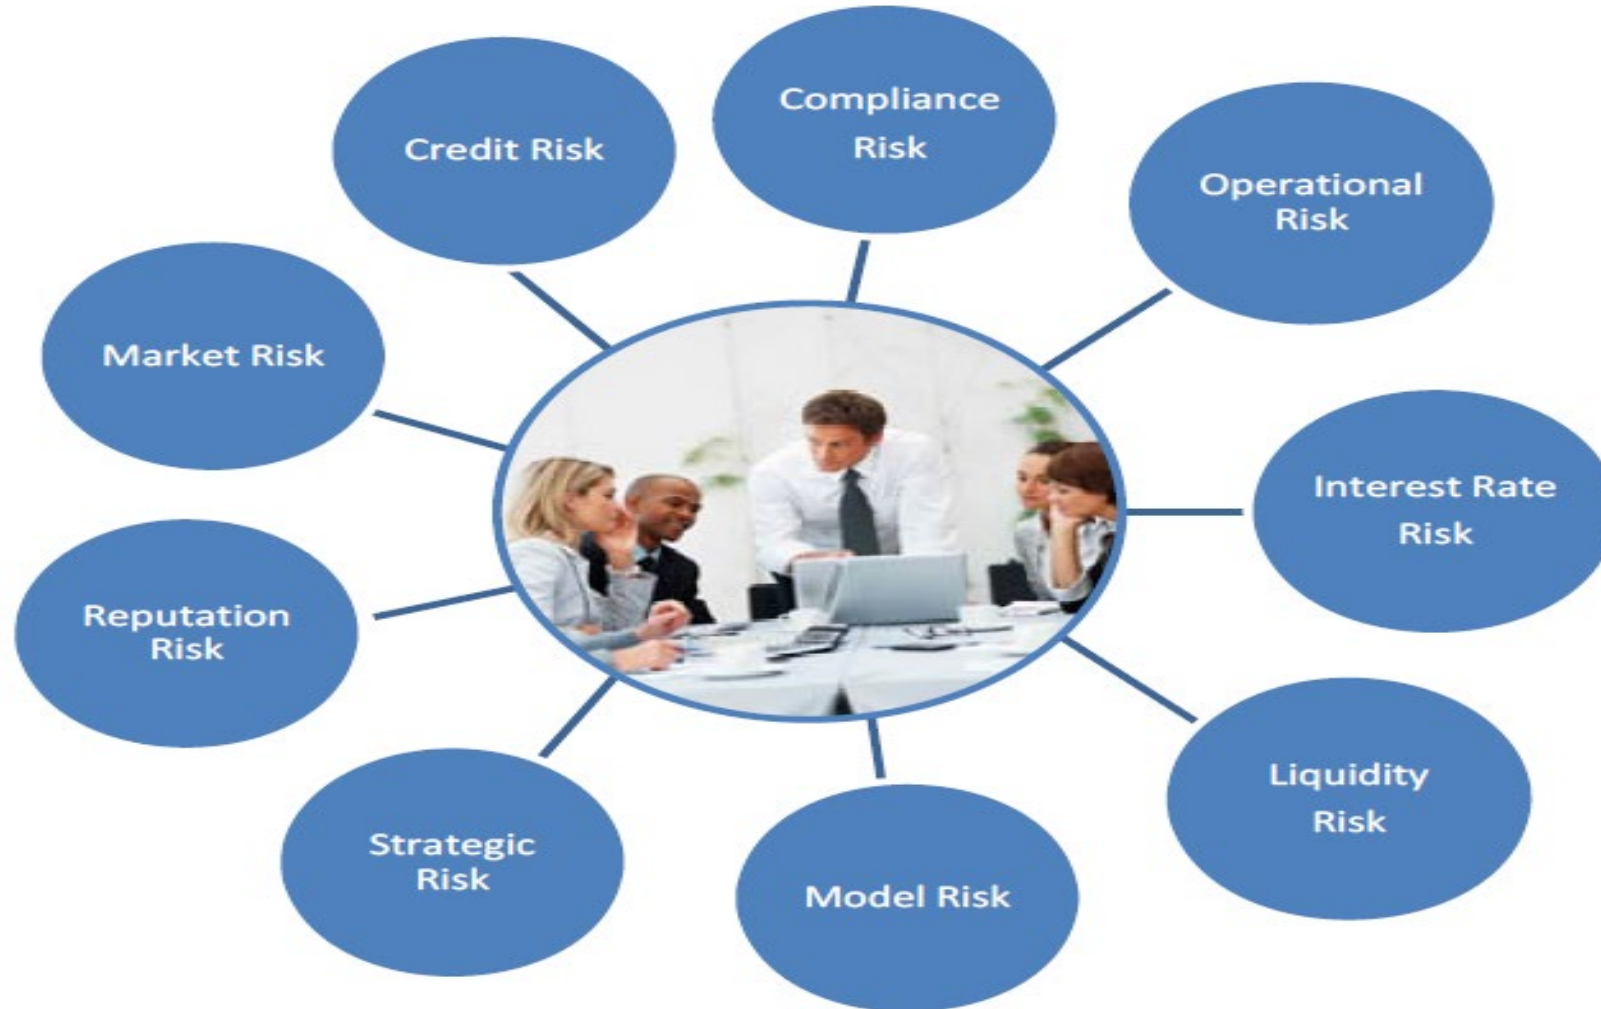 Compliance
Risk
Credit Risk
Operational
Risk
Market Risk
Interest Rate
Risk
Reputation
Risk
Liquidity
Risk
Strategic
Risk
Model Risk